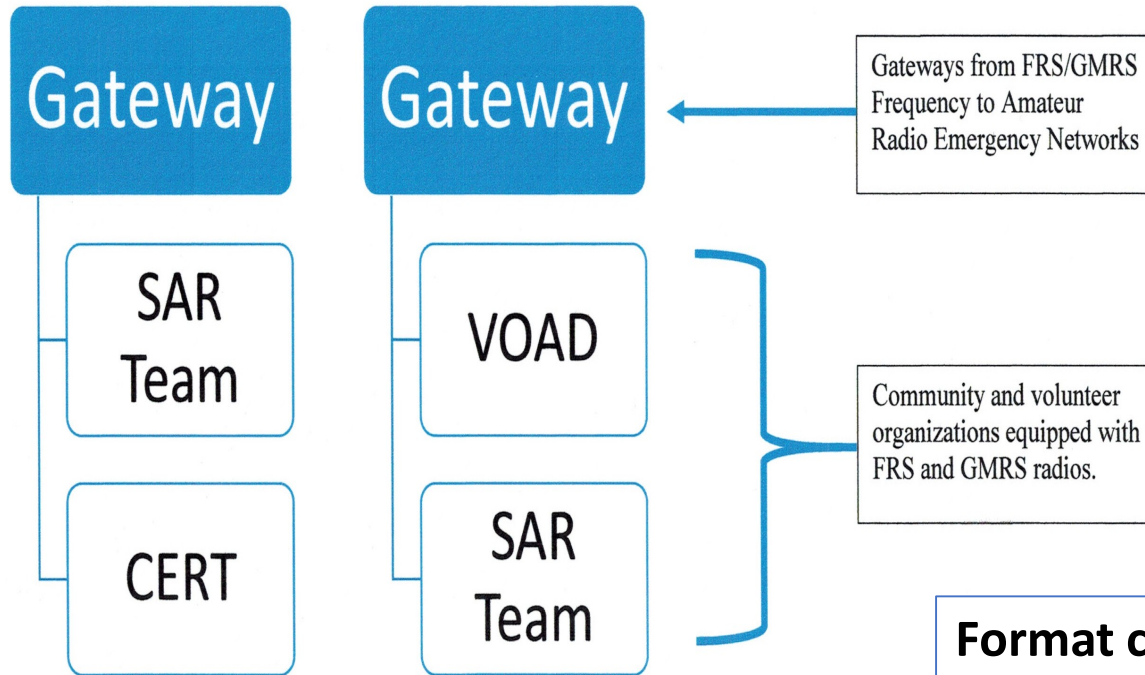 Gateway
Gateway
Gateways from FRS/GMRS
Frequency to Amateur
Radio Emergency Networks
SAR
Team
VOAD
Community and volunteer
organizations equipped with
FRS and GMRS radios.
CERT
SAR
Team
Format